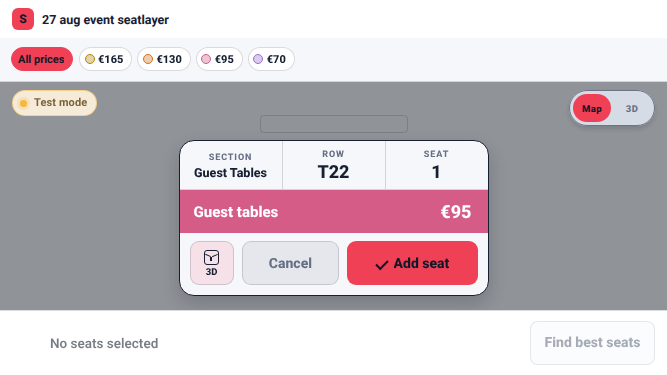 S 27 aug event seatlayer
All prices €165 €130 €95 €70
Test mode
Map 3D
SECTION ROW SEAT
Guest Tables T22 1
Guest tables €95
3D Cancel Add seat
No seats selected Find best seats